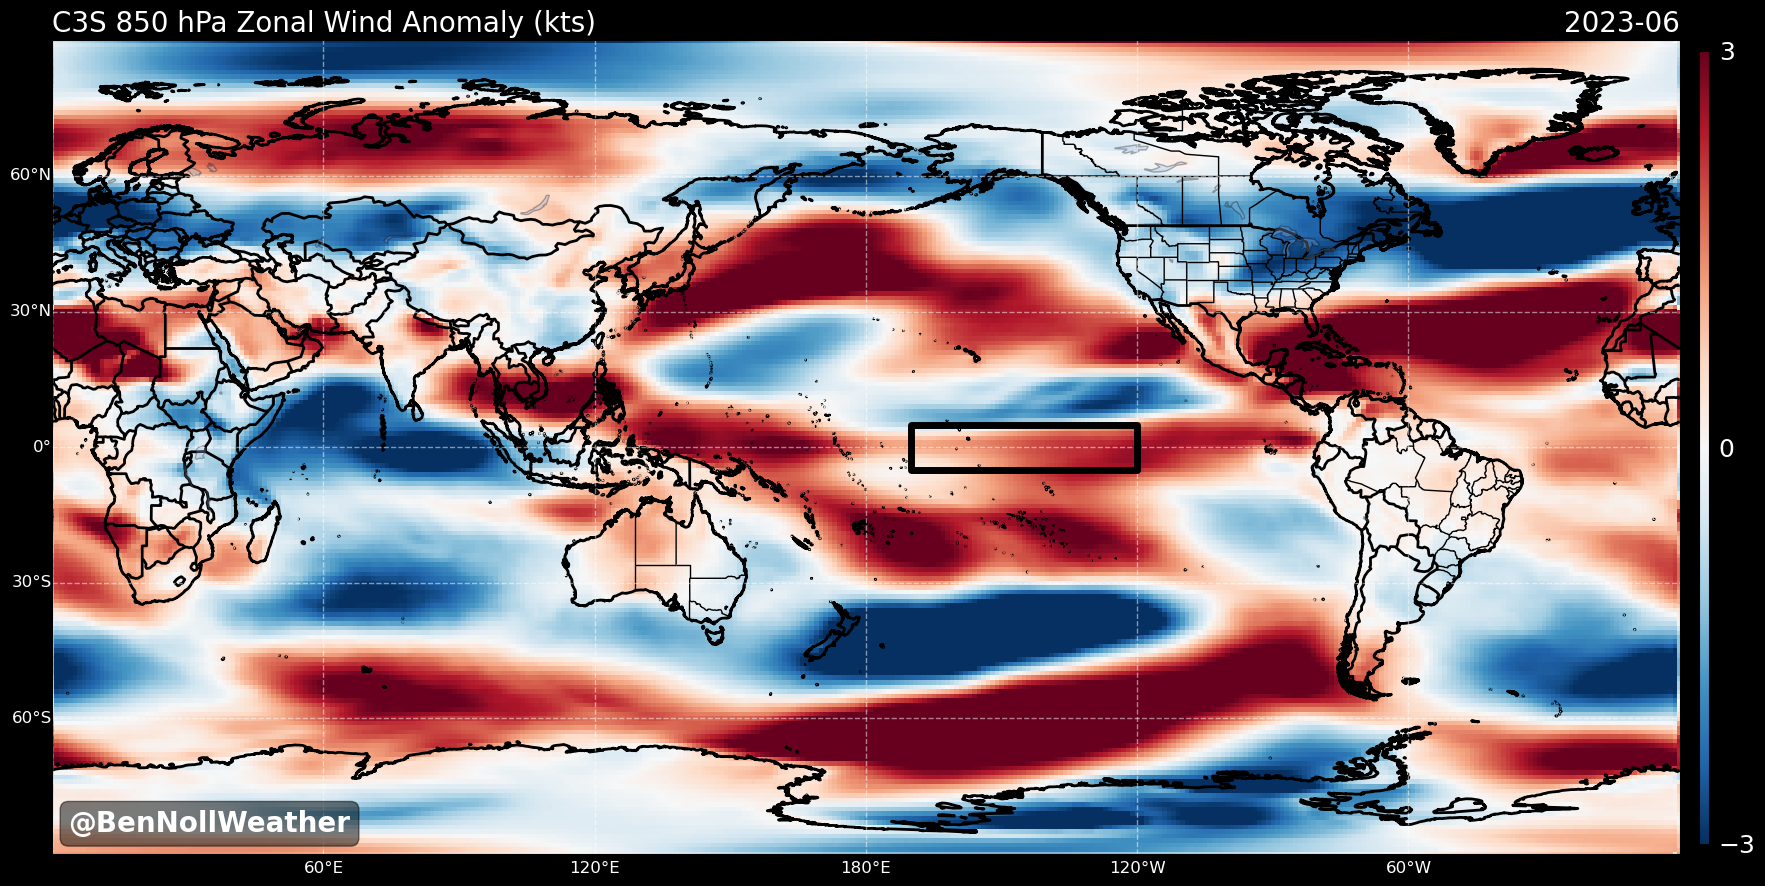 C3S 850 hPa Zonal Wind Anomaly (kts)
2023-06
3
60°N
30°N
0°
0
30°S
60°S
@BenNollWeather
−3
60°E
120°E
180°E
120°W
60°W